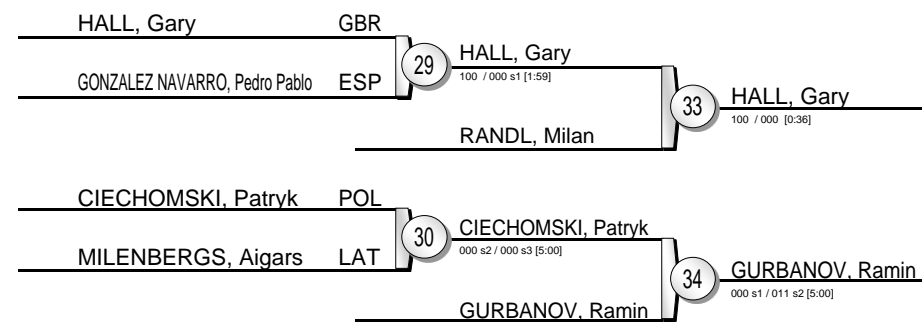 HALL, Gary GBR
29
HALL, Gary
100 / 000 s1 [1:59]
GONZALEZ NAVARRO, Pedro Pablo ESP
33
HALL, Gary
100 / 000 [0:36]
RANDL, Milan
CIECHOMSKI, Patryk POL
30
CIECHOMSKI, Patryk
000 s2 / 000 s3 [5:00]
MILENBERGS, Aigars LAT
34
GURBANOV, Ramin
000 s1 / 011 s2 [5:00]
GURBANOV, Ramin